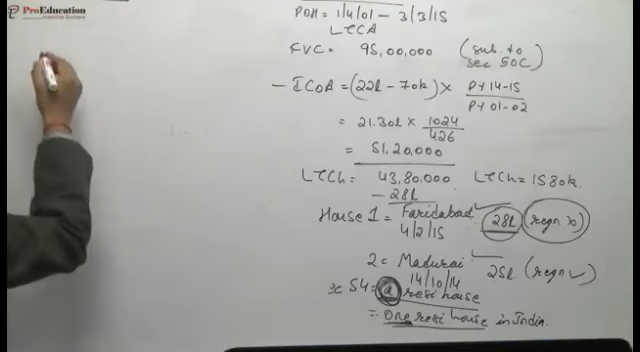 ProEducation
POH = 1/4/01 - 3/3/15
LTCA
FVC = 95,00,000 (sub. to sec 50C)
- ICOA = (22L - 70k) × PY 14-15 / PY 01-02
= 21.30L × 1024 / 426
= 51,20,000
LTCG = 43,80,000 LTCG = 1580k.
- 28L
House 1 = Faridabad 28L (regn x)
4/2/15
2 = Madurai 25L (regn ✓)
14/10/14
S4: a resi house
= one resi house in India.